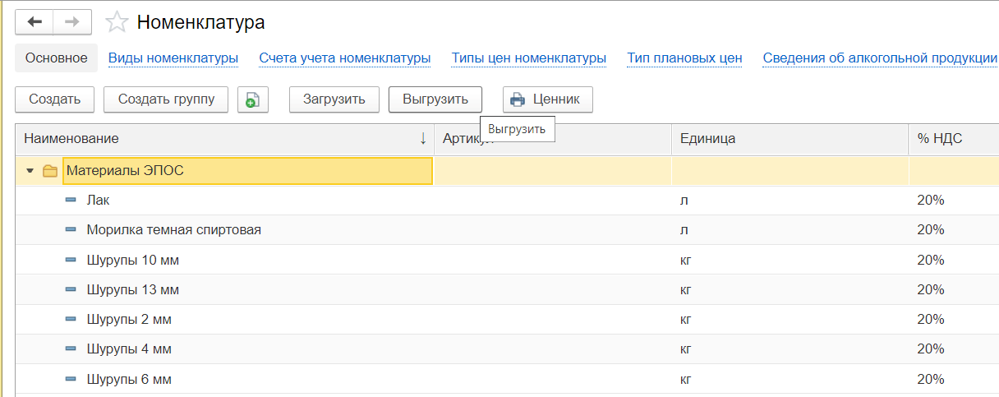 Номенклатура
Основное Виды номенклатуры Счета учета номенклатуры Типы цен номенклатуры Тип плановых цен Сведения об алкогольной продукции
Создать Создать группу Загрузить Выгрузить Ценник
Выгрузить
Наименование ↓ Артикул Единица % НДС
Материалы ЭПОС
Лак л 20%
Морилка темная спиртовая л 20%
Шурупы 10 мм кг 20%
Шурупы 13 мм кг 20%
Шурупы 2 мм кг 20%
Шурупы 4 мм кг 20%
Шурупы 6 мм кг 20%